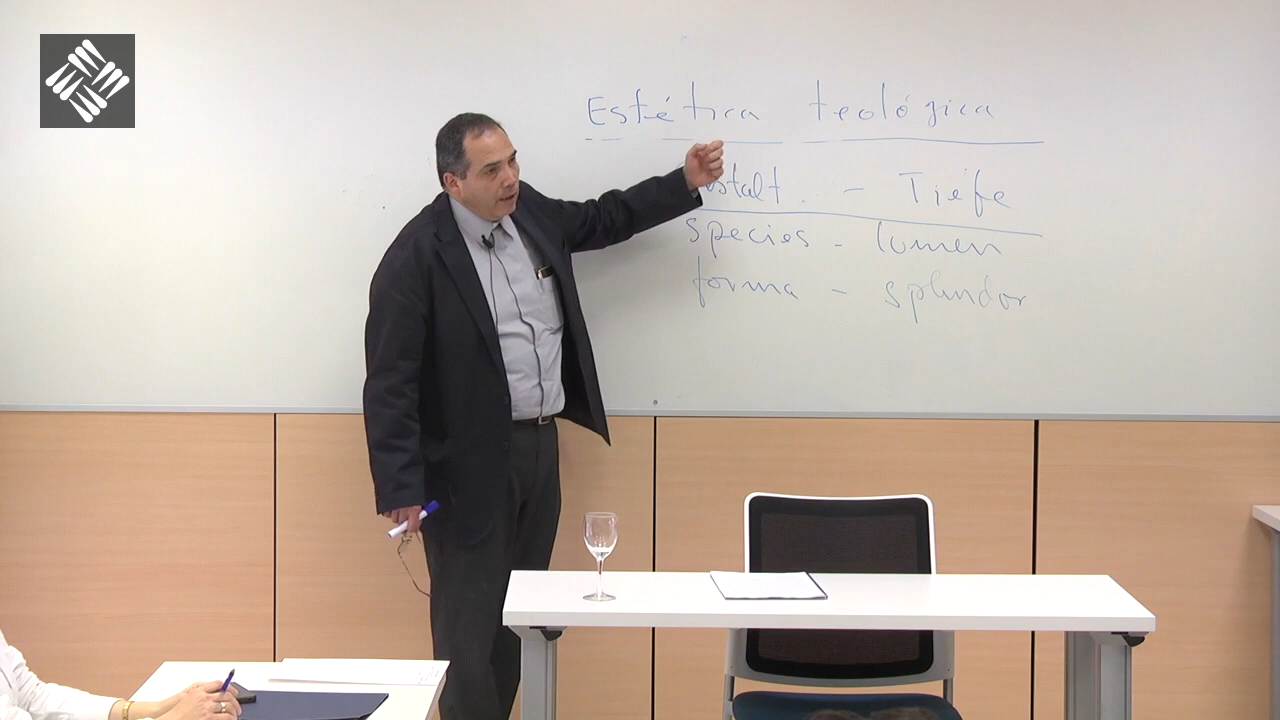 Estética teológica
stalt - Tiefe
species - lumen
forma - splendor